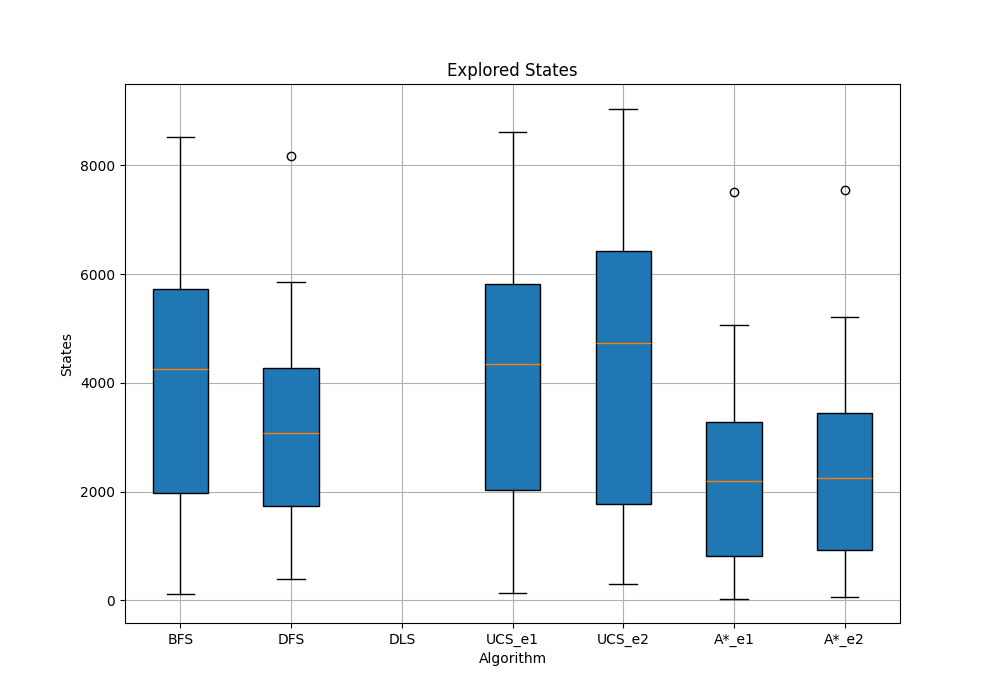 Explored States
States
8000
6000
4000
2000
0
BFS DFS DLS UCS_e1 UCS_e2 A*_e1 A*_e2
Algorithm